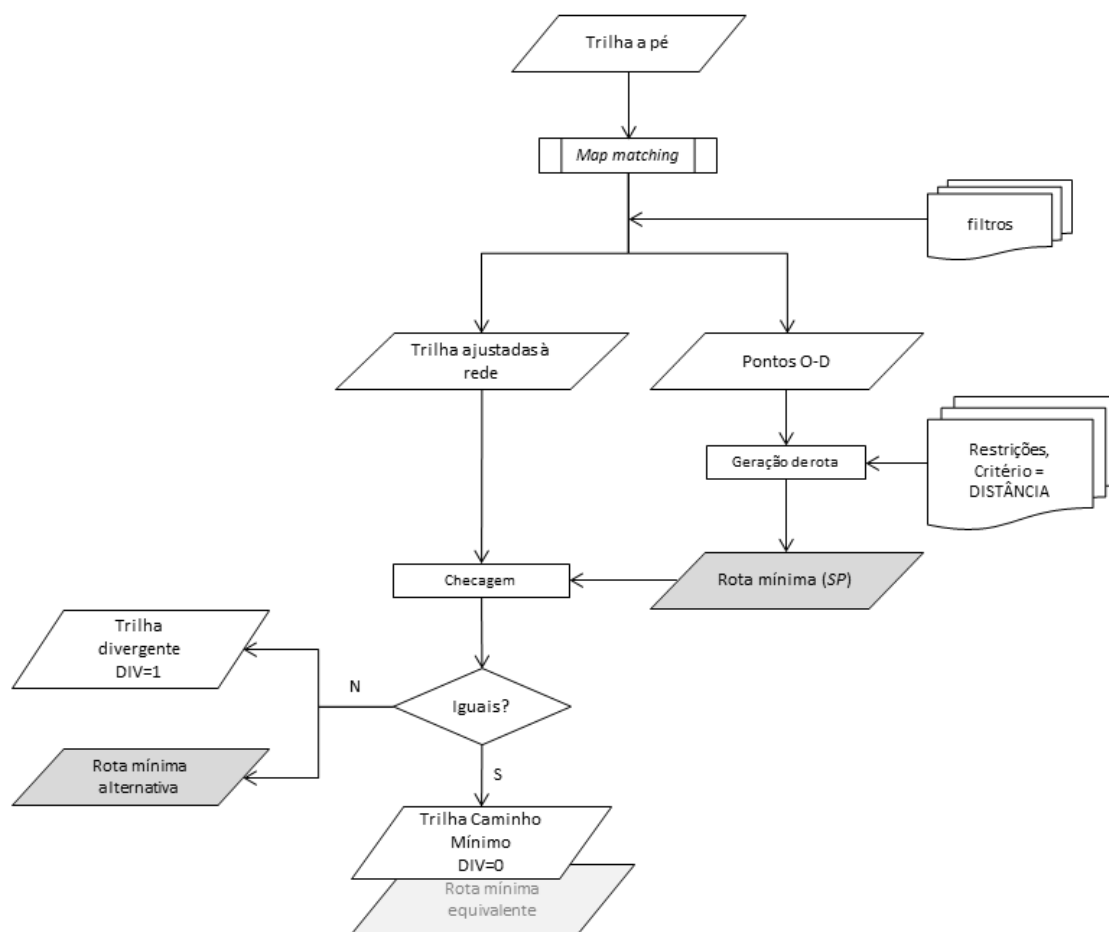 Trilha a pé
Map matching
filtros
Trilha ajustadas à
rede
Pontos O-D
Geração de rota
Restrições,
Critério =
DISTÂNCIA
Checagem
Rota mínima (SP)
Trilha
divergente
DIV=1
N
Iguais?
Rota mínima
alternativa
S
Trilha Caminho
Mínimo
DIV=0
Rota mínima
equivalente